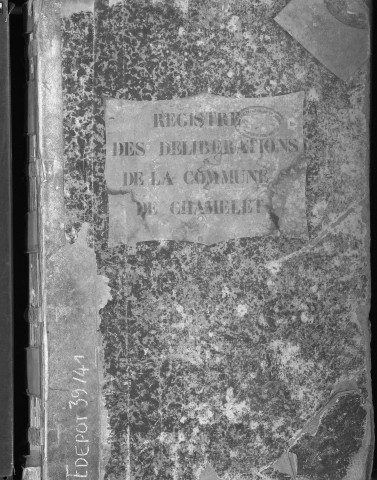 REGISTRE
DES DELIBERATIONS
DE LA COMMUNE
DE CHAMELET
EDEPOT 39/41